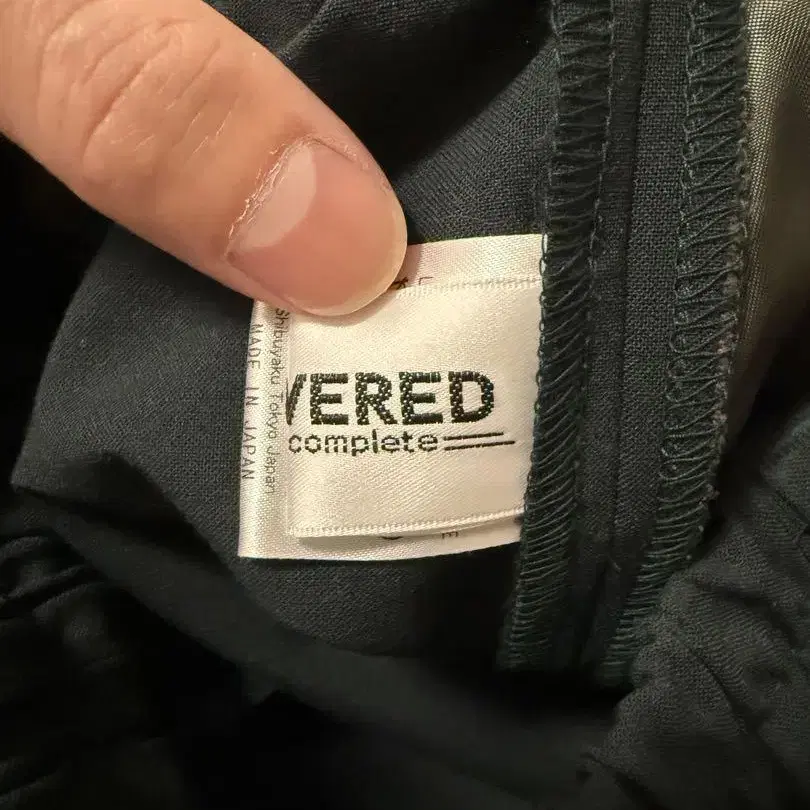 VERED
complete
Shibuyaku Tokyo Japan
MADE IN JAPAN